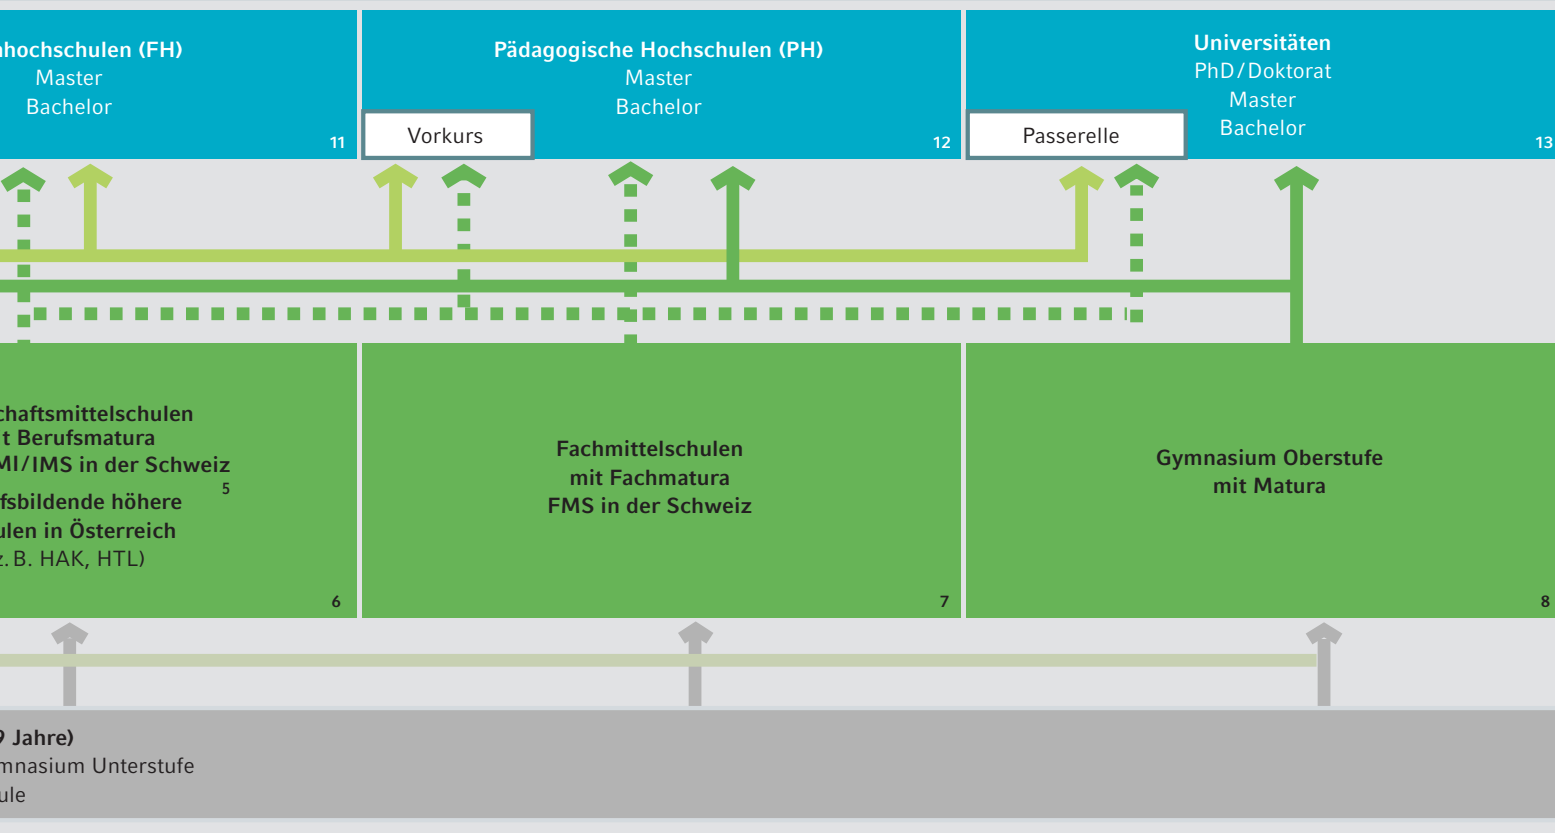 hochschulen (FH)
Master
Bachelor
11
Pädagogische Hochschulen (PH)
Master
Bachelor
Vorkurs
12
Universitäten
PhD/Doktorat
Master
Bachelor
Passerelle
13
chaftsmittelschulen
t Berufsmatura
MI/IMS in der Schweiz
5
fsbildende höhere
ulen in Österreich
z. B. HAK, HTL)
6
Fachmittelschulen
mit Fachmatura
FMS in der Schweiz
7
Gymnasium Oberstufe
mit Matura
8
9 Jahre)
mnasium Unterstufe
ule